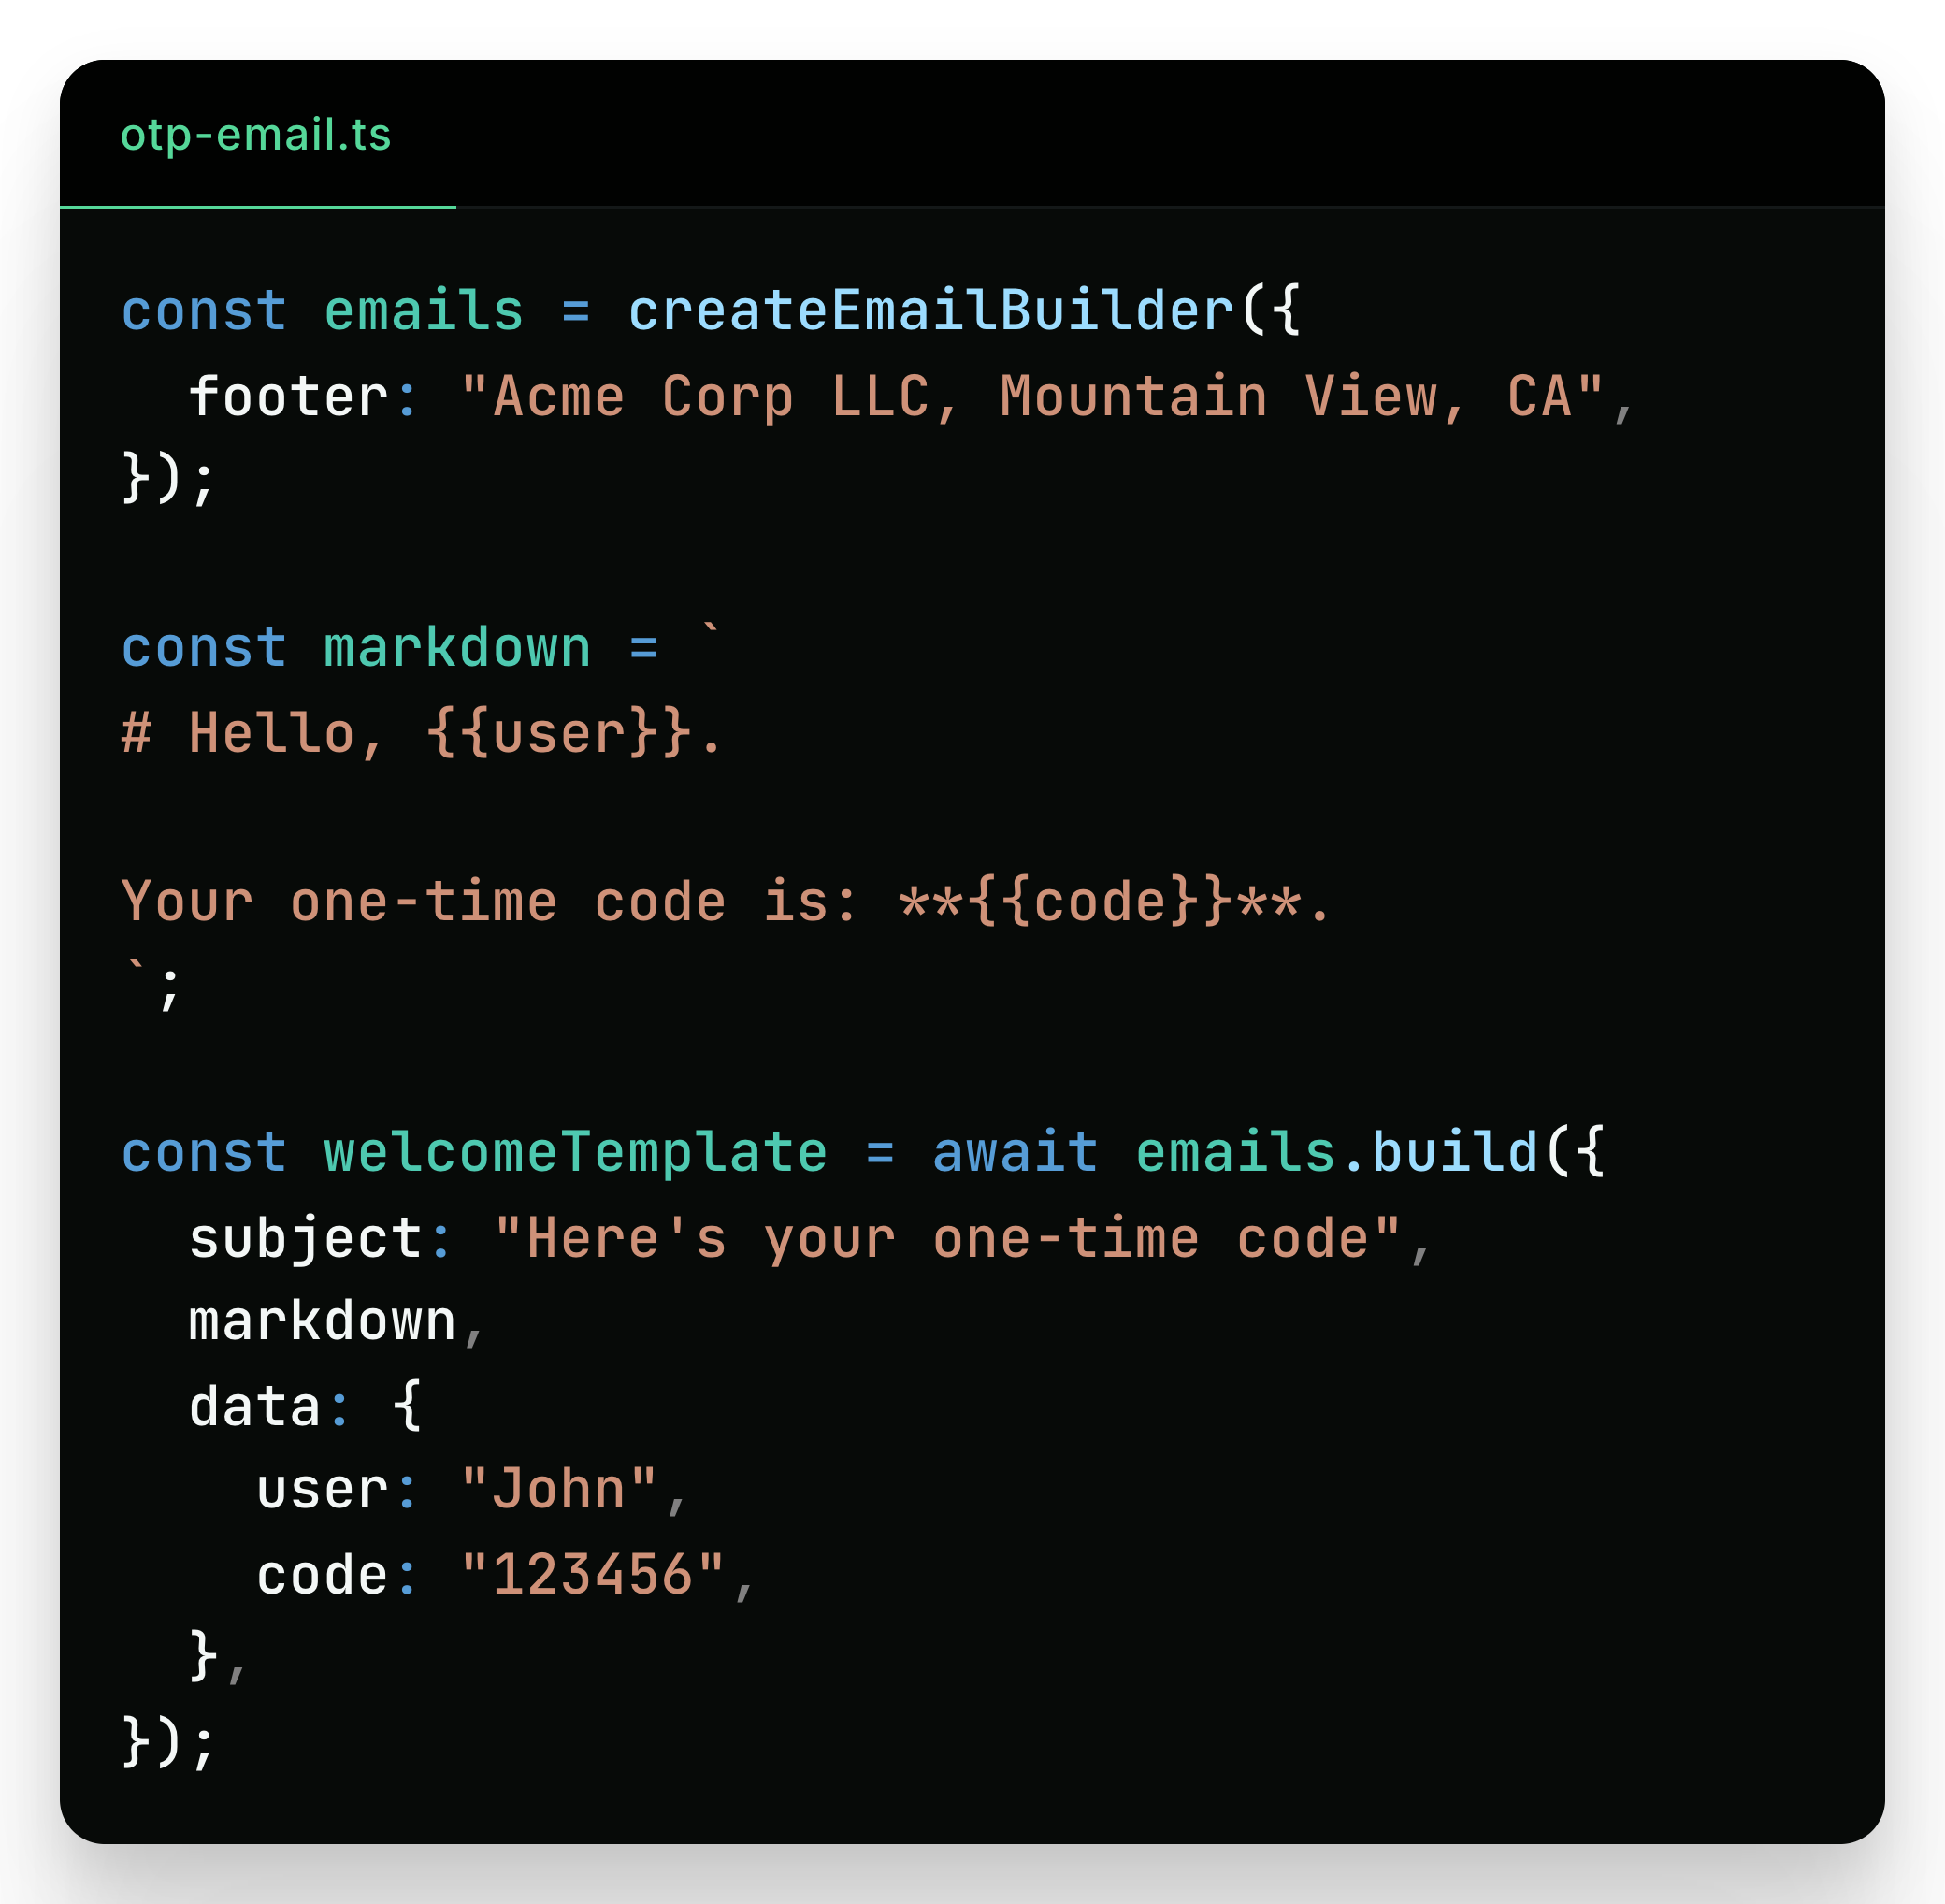 otp-email.ts
const emails = createEmailBuilder({
  footer: "Acme Corp LLC, Mountain View, CA",
});

const markdown = `
# Hello, {{user}}.

Your one-time code is: **{{code}}**.
`;

const welcomeTemplate = await emails.build({
  subject: "Here's your one-time code",
  markdown,
  data: {
    user: "John",
    code: "123456",
  },
});